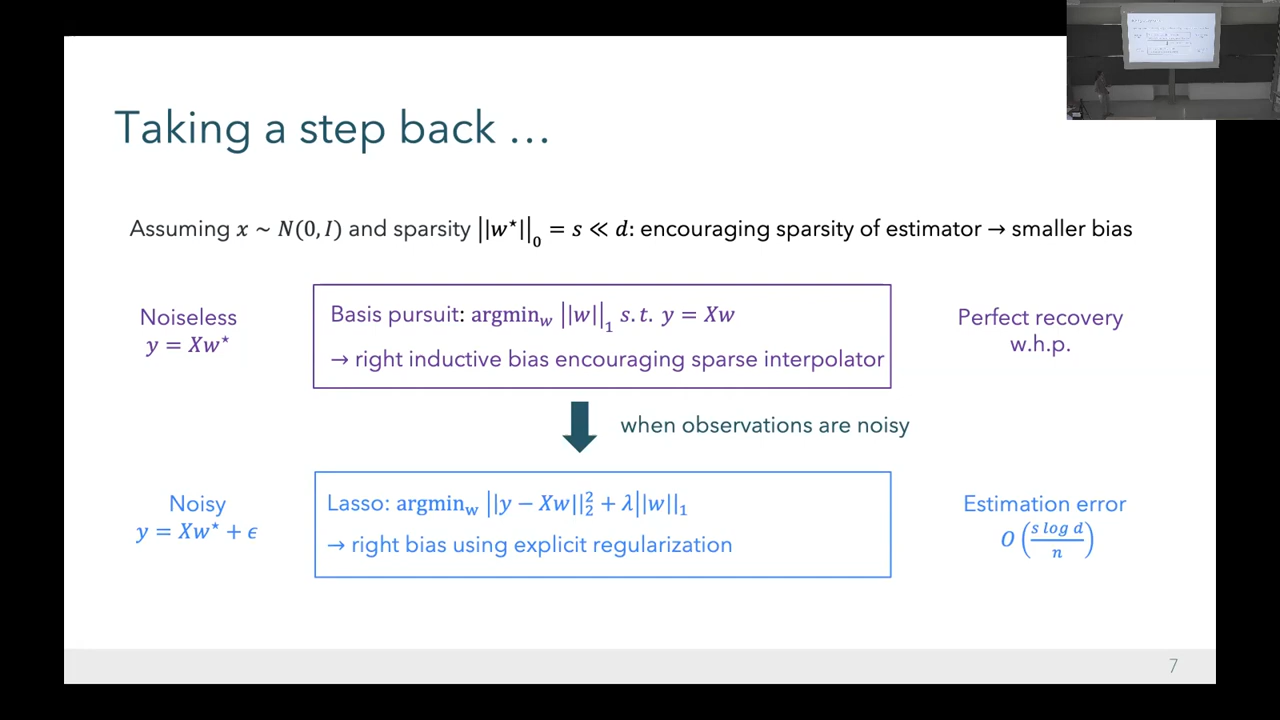 Taking a step back …
Assuming x ~ N(0, I) and sparsity ||w⋆||₀ = s ≪ d: encouraging sparsity of estimator → smaller bias
Noiseless
y = Xw⋆
Basis pursuit: argmin_w ||w||₁ s.t. y = Xw
→ right inductive bias encouraging sparse interpolator
Perfect recovery
w.h.p.
when observations are noisy
Noisy
y = Xw⋆ + ϵ
Lasso: argmin_w ||y − Xw||₂² + λ||w||₁
→ right bias using explicit regularization
Estimation error
O (s log d / n)
7